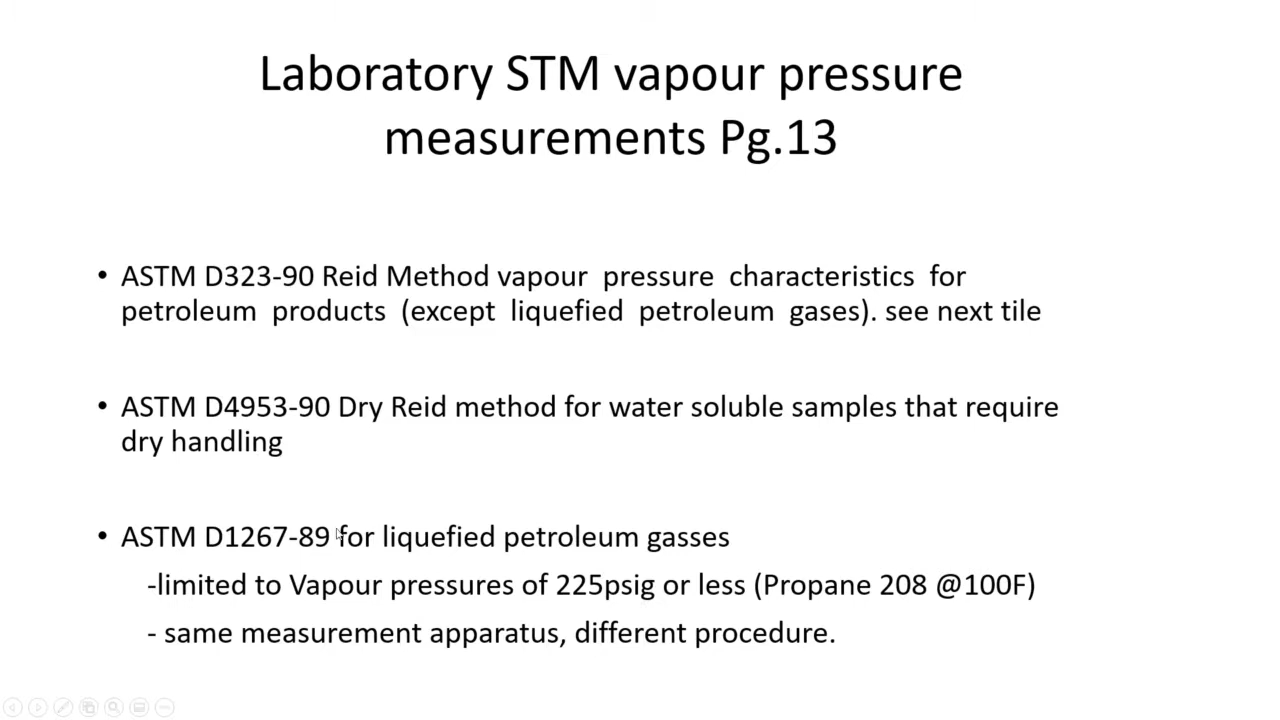 Laboratory STM vapour pressure
measurements Pg.13
• ASTM D323-90 Reid Method vapour pressure characteristics for
petroleum products (except liquefied petroleum gases). see next tile
• ASTM D4953-90 Dry Reid method for water soluble samples that require
dry handling
• ASTM D1267-89 for liquefied petroleum gasses
-limited to Vapour pressures of 225psig or less (Propane 208 @100F)
- same measurement apparatus, different procedure.